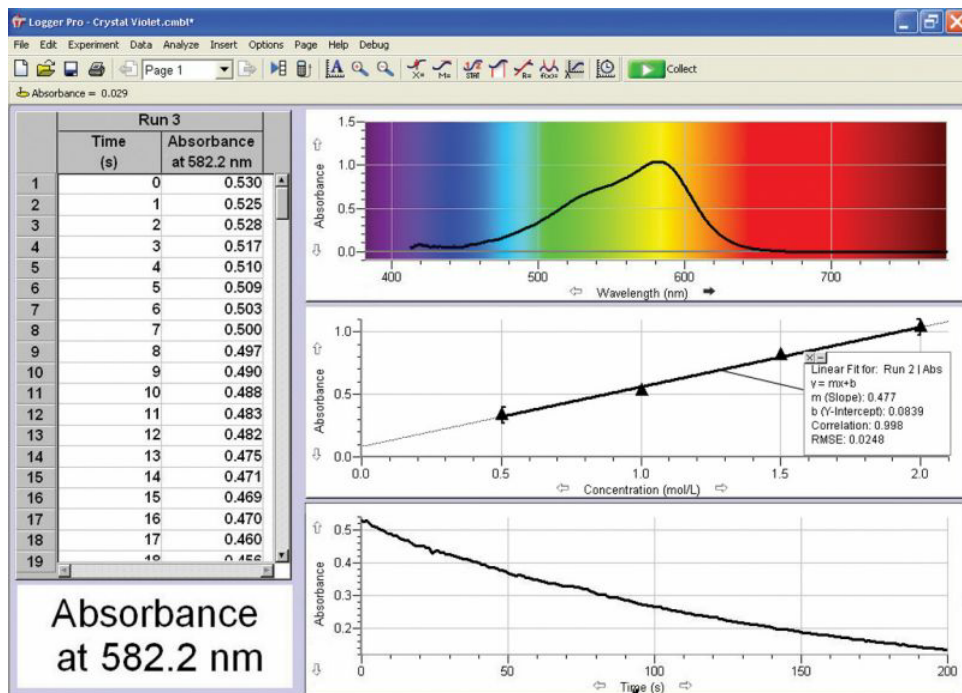 Logger Pro - Crystal Violet.cmbl*
File Edit Experiment Data Analyze Insert Options Page Help Debug
Page 1
Collect
Absorbance = 0.029
Run 3
Time (s) Absorbance at 582.2 nm
1 0 0.530
2 1 0.525
3 2 0.528
4 3 0.517
5 4 0.510
6 5 0.509
7 6 0.503
8 7 0.500
9 8 0.497
10 9 0.490
11 10 0.488
12 11 0.483
13 12 0.482
14 13 0.475
15 14 0.471
16 15 0.469
17 16 0.470
18 17 0.460
19 18 0.456
Absorbance
at 582.2 nm
1.5
1.0
0.5
0.0
Absorbance
400 500 600 700
Wavelength (nm)
1.0
0.5
0.0
Absorbance
0.0 0.5 1.0 1.5 2.0
Concentration (mol/L)
Linear Fit for: Run 2 | Abs
y = mx+b
m (Slope): 0.477
b (Y-Intercept): 0.0839
Correlation: 0.998
RMSE: 0.0248
0.5
0.4
0.3
0.2
Absorbance
0 50 100 150 200
Time (s)